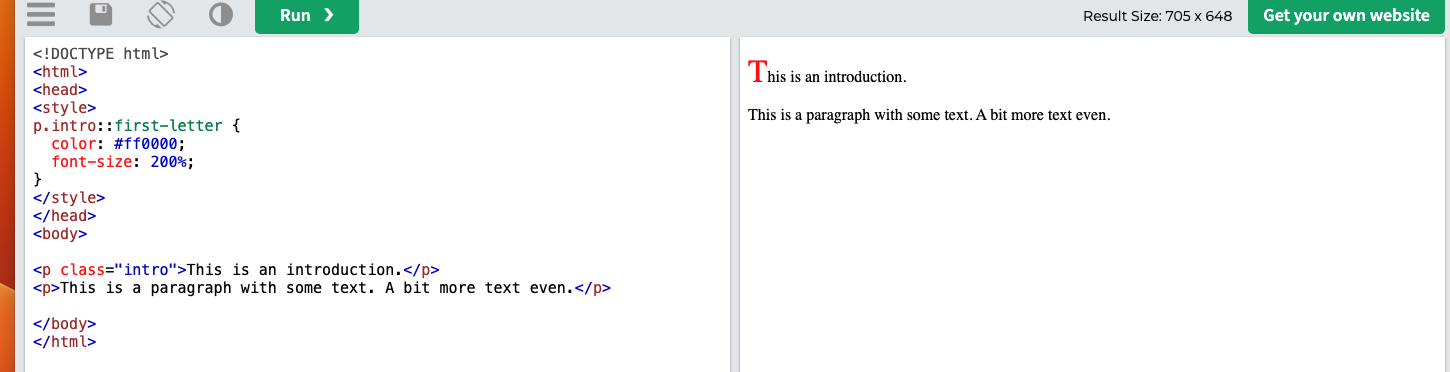 Run ❯
Result Size: 705 x 648
Get your own website
<!DOCTYPE html>
<html>
<head>
<style>
p.intro::first-letter {
  color: #ff0000;
  font-size: 200%;
}
</style>
</head>
<body>
<p class="intro">This is an introduction.</p>
<p>This is a paragraph with some text. A bit more text even.</p>
</body>
</html>
This is an introduction.
This is a paragraph with some text. A bit more text even.